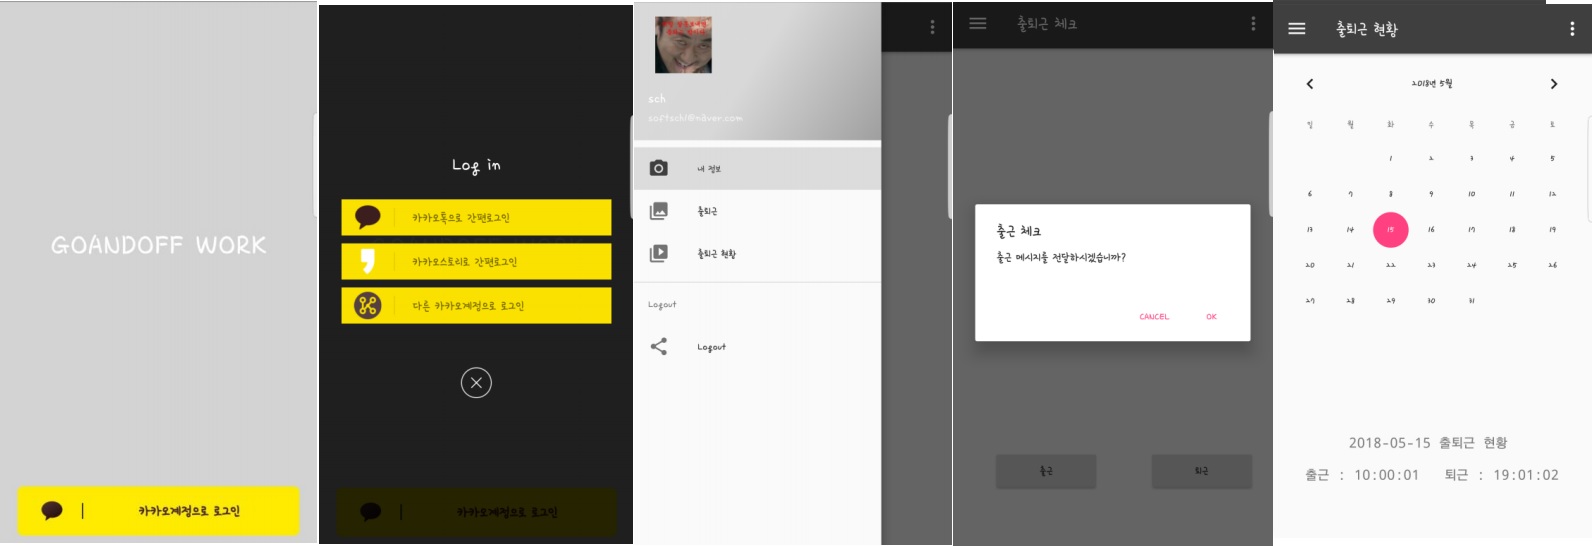 GOANDOFF WORK
카카오계정으로 로그인
Log in
카카오톡으로 간편로그인
카카오스토리로 간편로그인
다른 카카오계정으로 로그인
카카오계정으로 로그인
sch
softsch1@naver.com
내 정보
출퇴근
출퇴근 현황
Logout
Logout
출퇴근 체크
출근 체크
출근 메시지를 전달하시겠습니까?
CANCEL OK
출근 퇴근
출퇴근 현황
2018년 5월
일 월 화 수 목 금 토
1 2 3 4 5
6 7 8 9 10 11 12
13 14 15 16 17 18 19
20 21 22 23 24 25 26
27 28 29 30 31
2018-05-15 출퇴근 현황
출근 : 10:00:01 퇴근 : 19:01:02